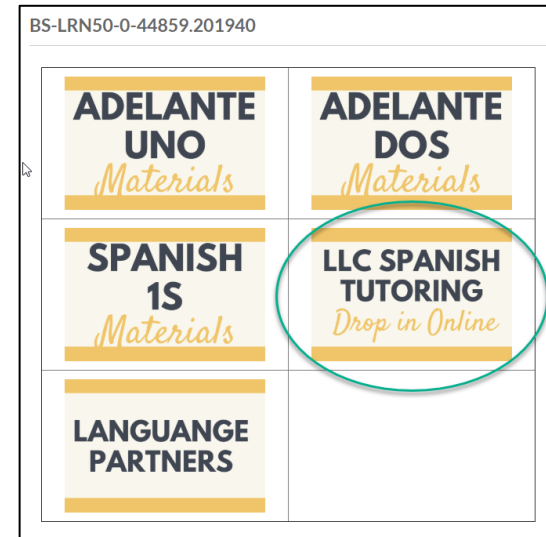 BS-LRN50-0-44859.201940
ADELANTE
UNO
Materials
ADELANTE
DOS
Materials
SPANISH
1S
Materials
LLC SPANISH
TUTORING
Drop in Online
LANGUANGE
PARTNERS